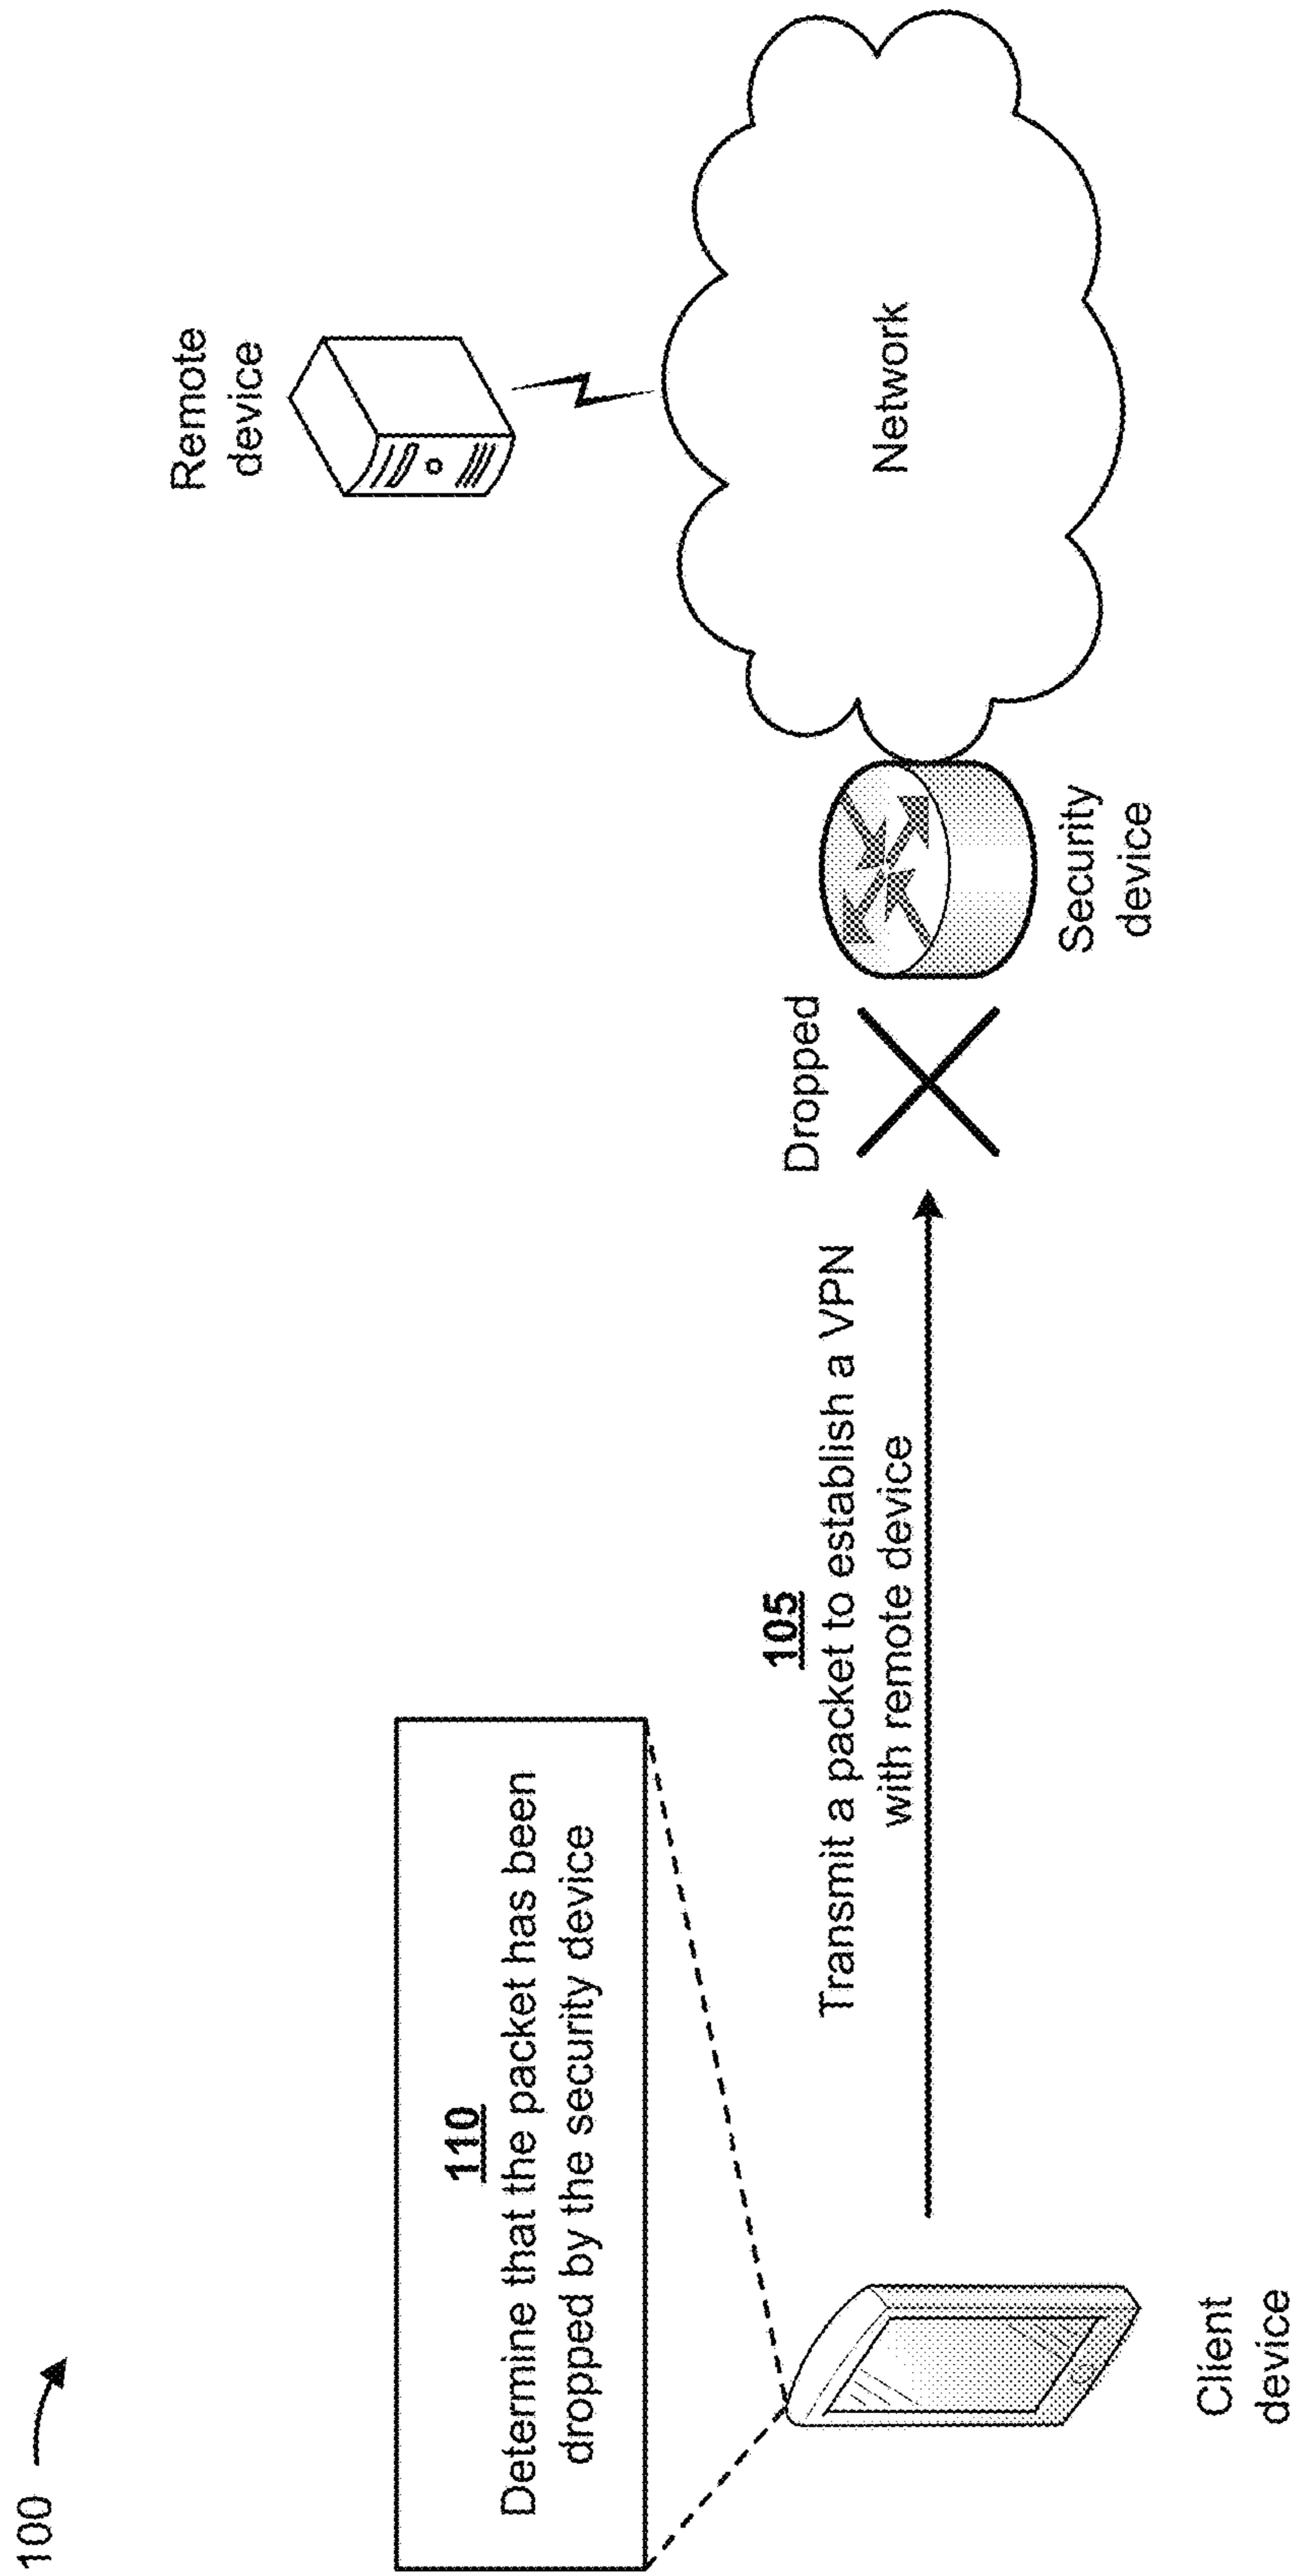 100
110
Determine that the packet has been
dropped by the security device
105
Transmit a packet to establish a VPN
with remote device
Dropped
Remote
device
Network
Security
device
Client
device